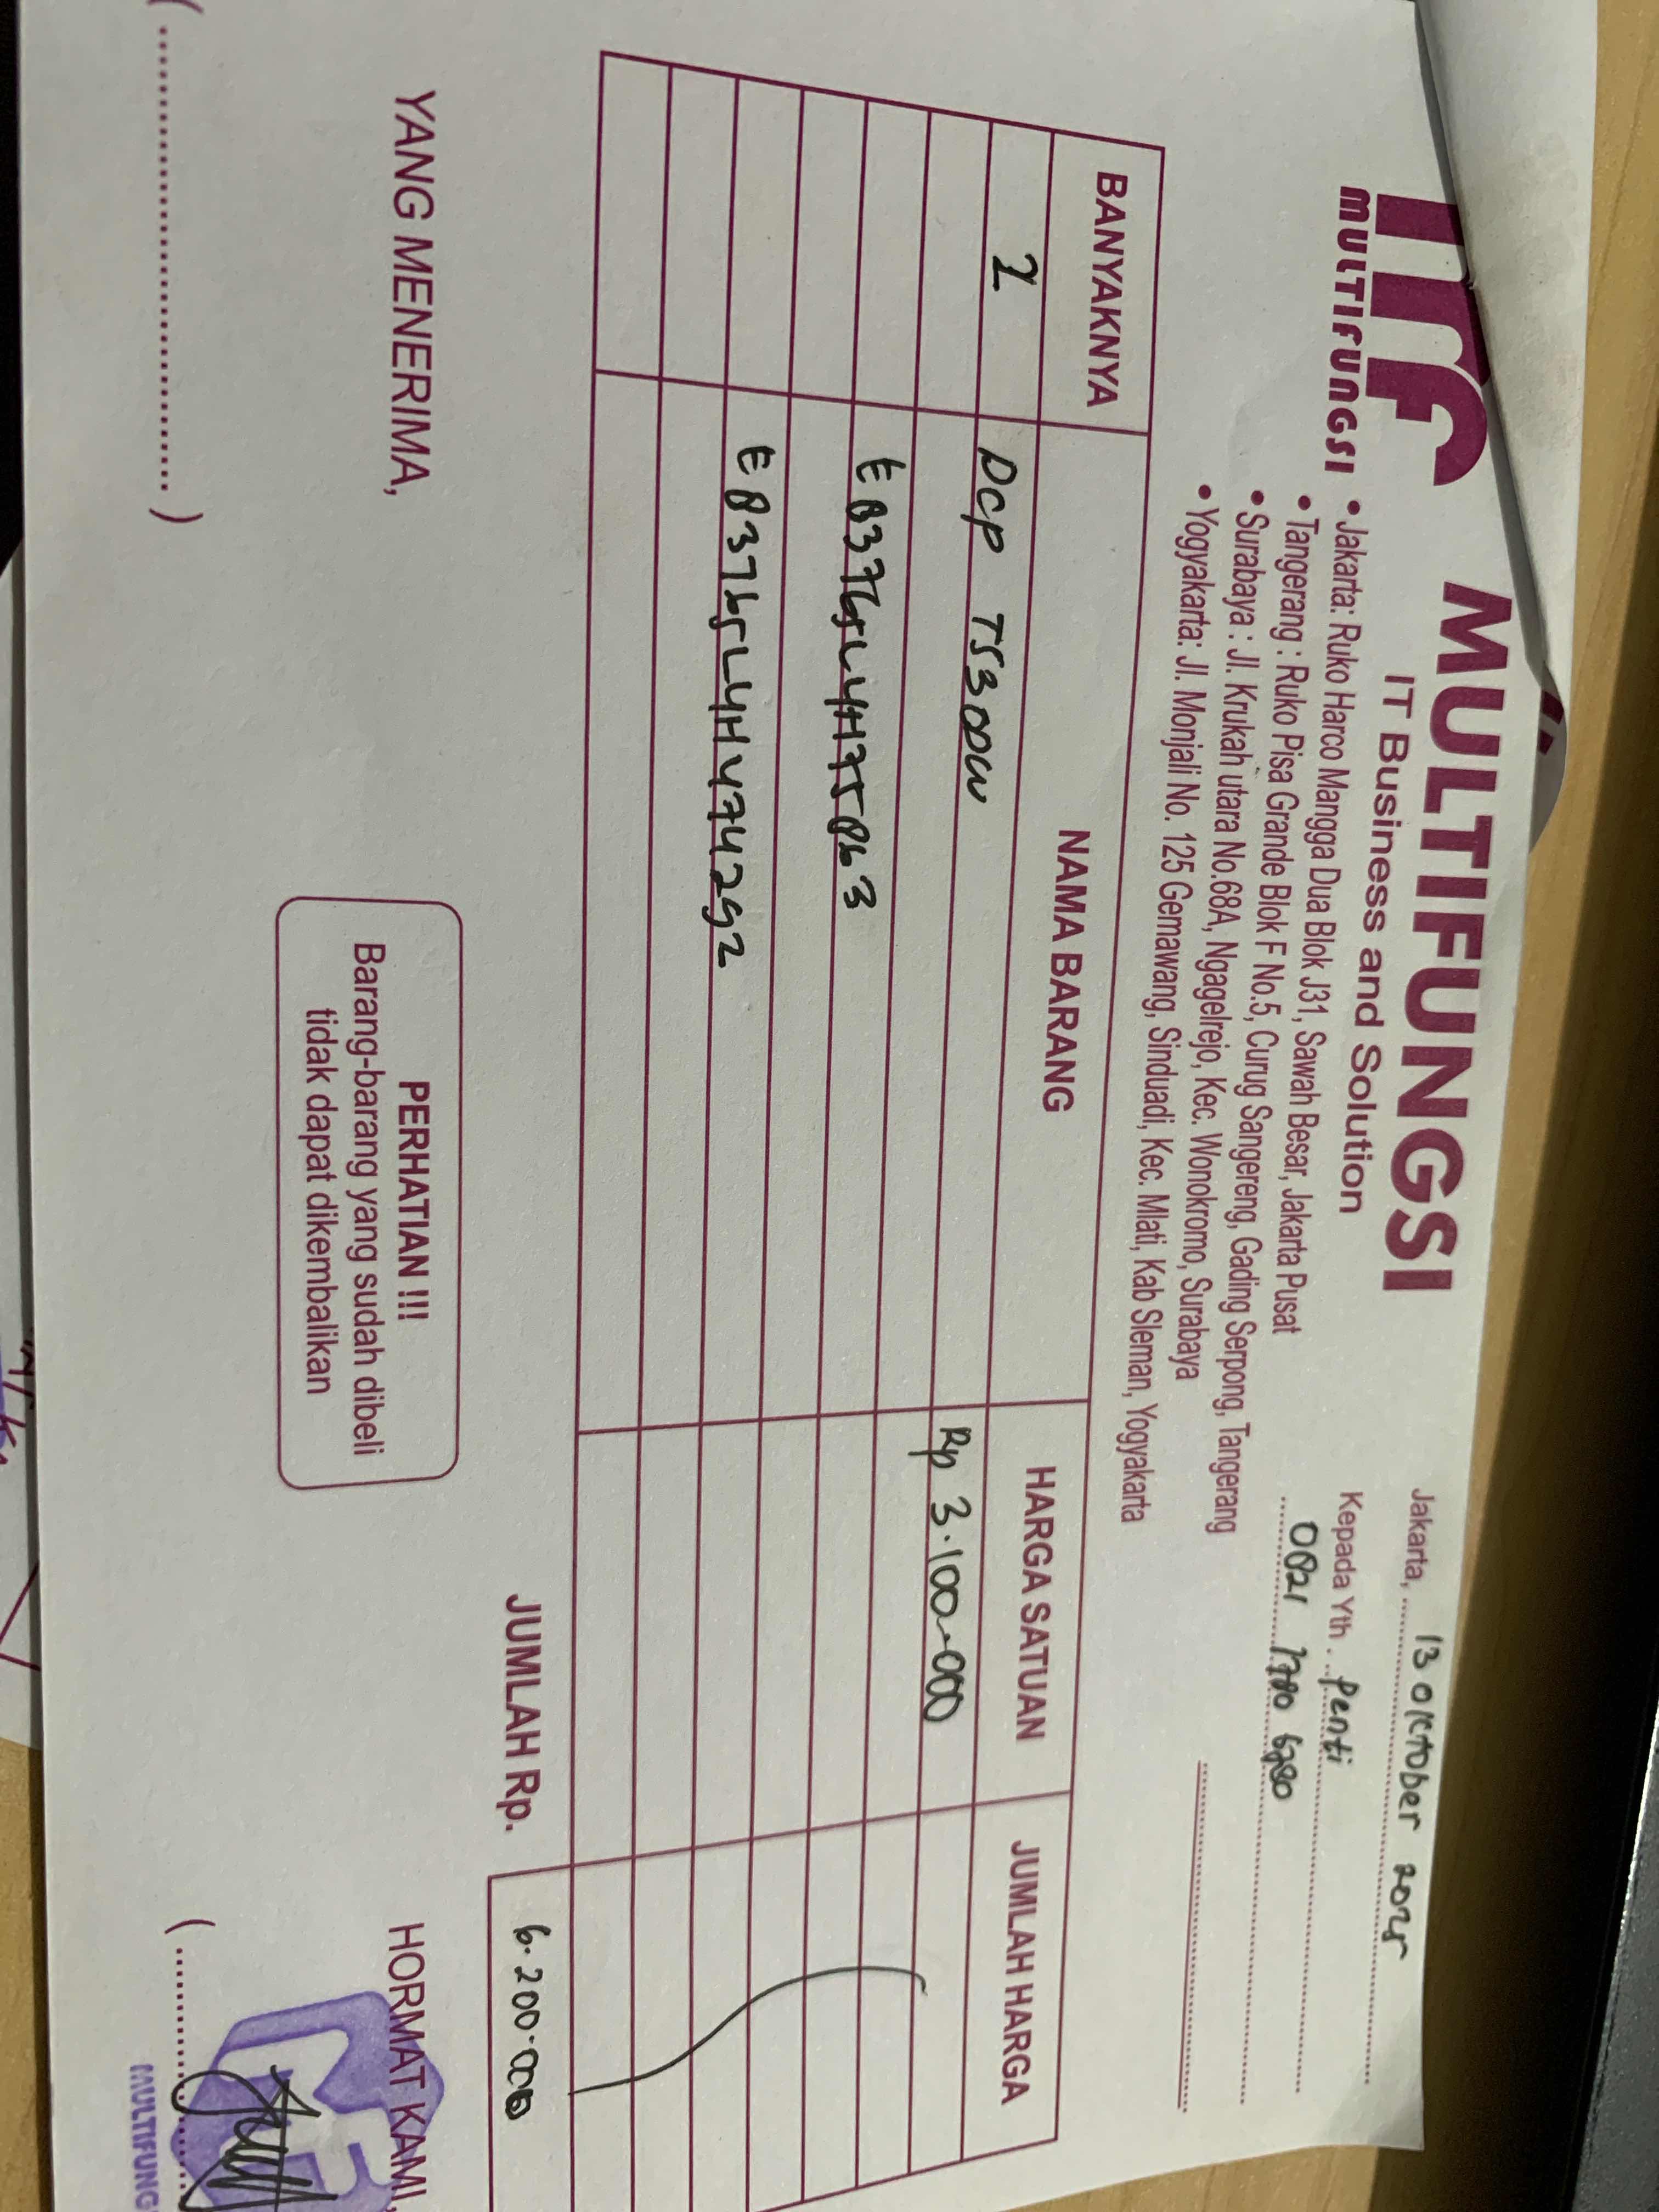 MULTIFUNGSI
MULTIFUNGSI
IT Business and Solution
• Jakarta: Ruko Harco Mangga Dua Blok J31, Sawah Besar, Jakarta Pusat
• Tangerang : Ruko Pisa Grande Blok F No.5, Curug Sangereng, Gading Serpong, Tangerang
• Surabaya : Jl. Krukah utara No.68A, Ngagelrejo, Kec. Wonokromo, Surabaya
• Yogyakarta: Jl. Monjali No. 125 Gemawang, Sinduadi, Kec. Mlati, Kab Sleman, Yogyakarta
Jakarta, 13 Oktober 2025
Kepada Yth. Penti
0821
BANYAKNYA NAMA BARANG HARGA SATUAN JUMLAH HARGA
2 DCP T530DW Rp 3.100.000
E83765L4H775863
E83765L4H474292
JUMLAH Rp. 6.200.000
YANG MENERIMA,
PERHATIAN !!!
Barang-barang yang sudah dibeli
tidak dapat dikembalikan
HORMAT KAMI,
MULTIFUNG